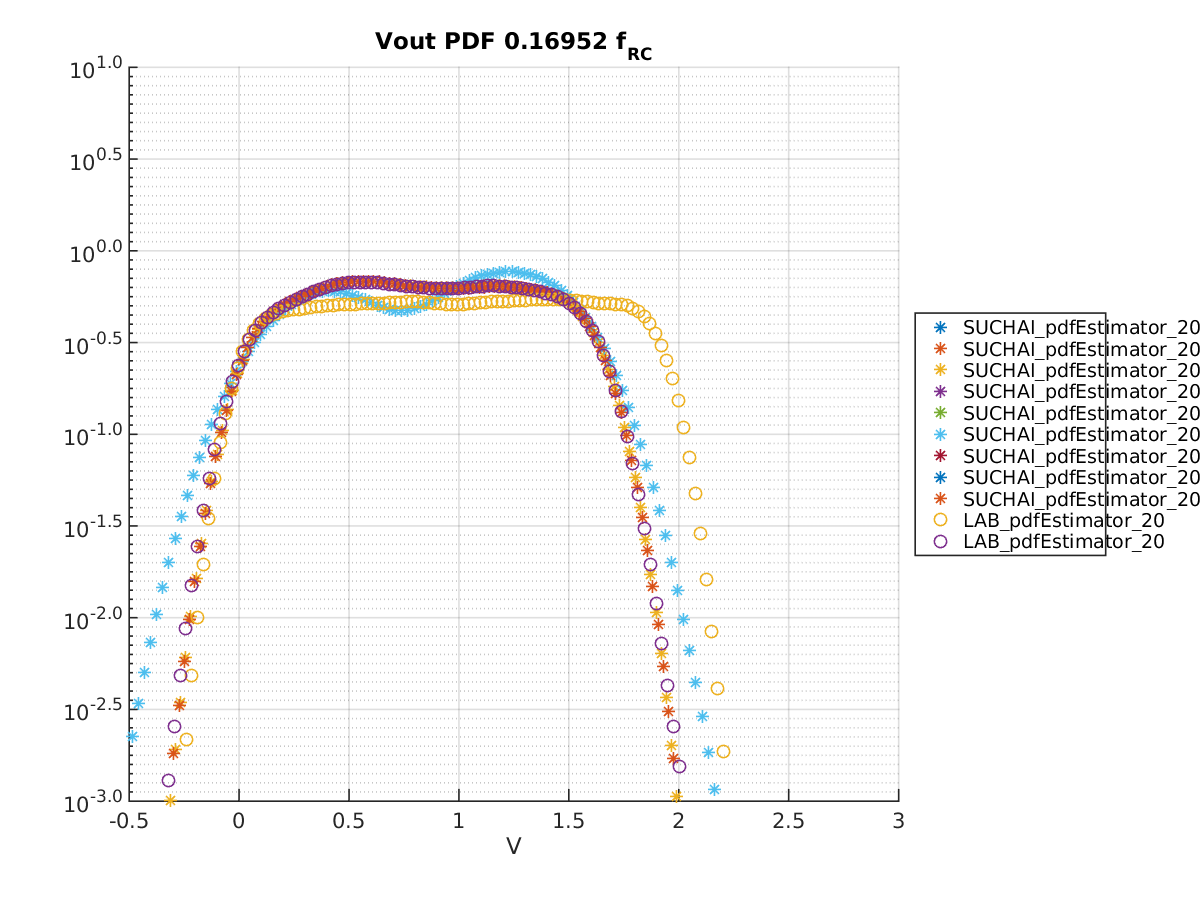 Vout PDF 0.16952 fRC
10^1.0
10^0.5
10^0.0
10^-0.5
10^-1.0
10^-1.5
10^-2.0
10^-2.5
10^-3.0
-0.5 0 0.5 1 1.5 2 2.5 3
V
SUCHAI_pdfEstimator_20
SUCHAI_pdfEstimator_20
SUCHAI_pdfEstimator_20
SUCHAI_pdfEstimator_20
SUCHAI_pdfEstimator_20
SUCHAI_pdfEstimator_20
SUCHAI_pdfEstimator_20
SUCHAI_pdfEstimator_20
SUCHAI_pdfEstimator_20
LAB_pdfEstimator_20
LAB_pdfEstimator_20